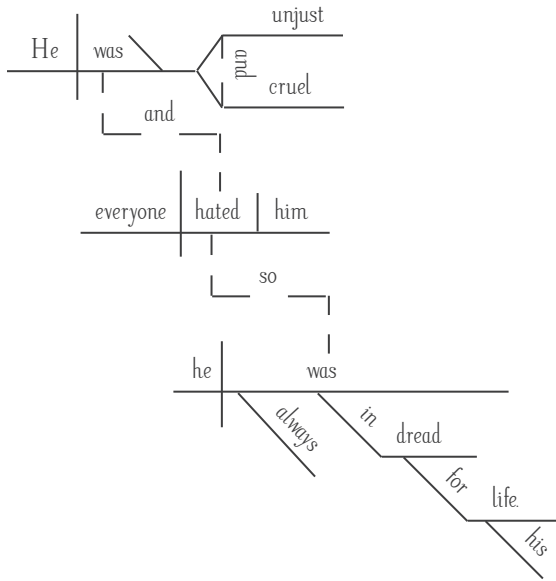 unjust
He was
and
cruel
and
everyone hated him
so
he was
always
in
dread
for
life.
his